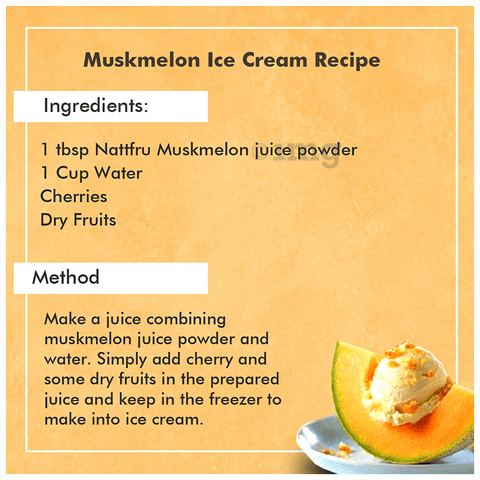 Muskmelon Ice Cream Recipe
Ingredients:
1 tbsp Nattfru Muskmelon juice powder
1 Cup Water
Cherries
Dry Fruits
Method
Make a juice combining
muskmelon juice powder and
water. Simply add cherry and
some dry fruits in the prepared
juice and keep in the freezer to
make into ice cream.